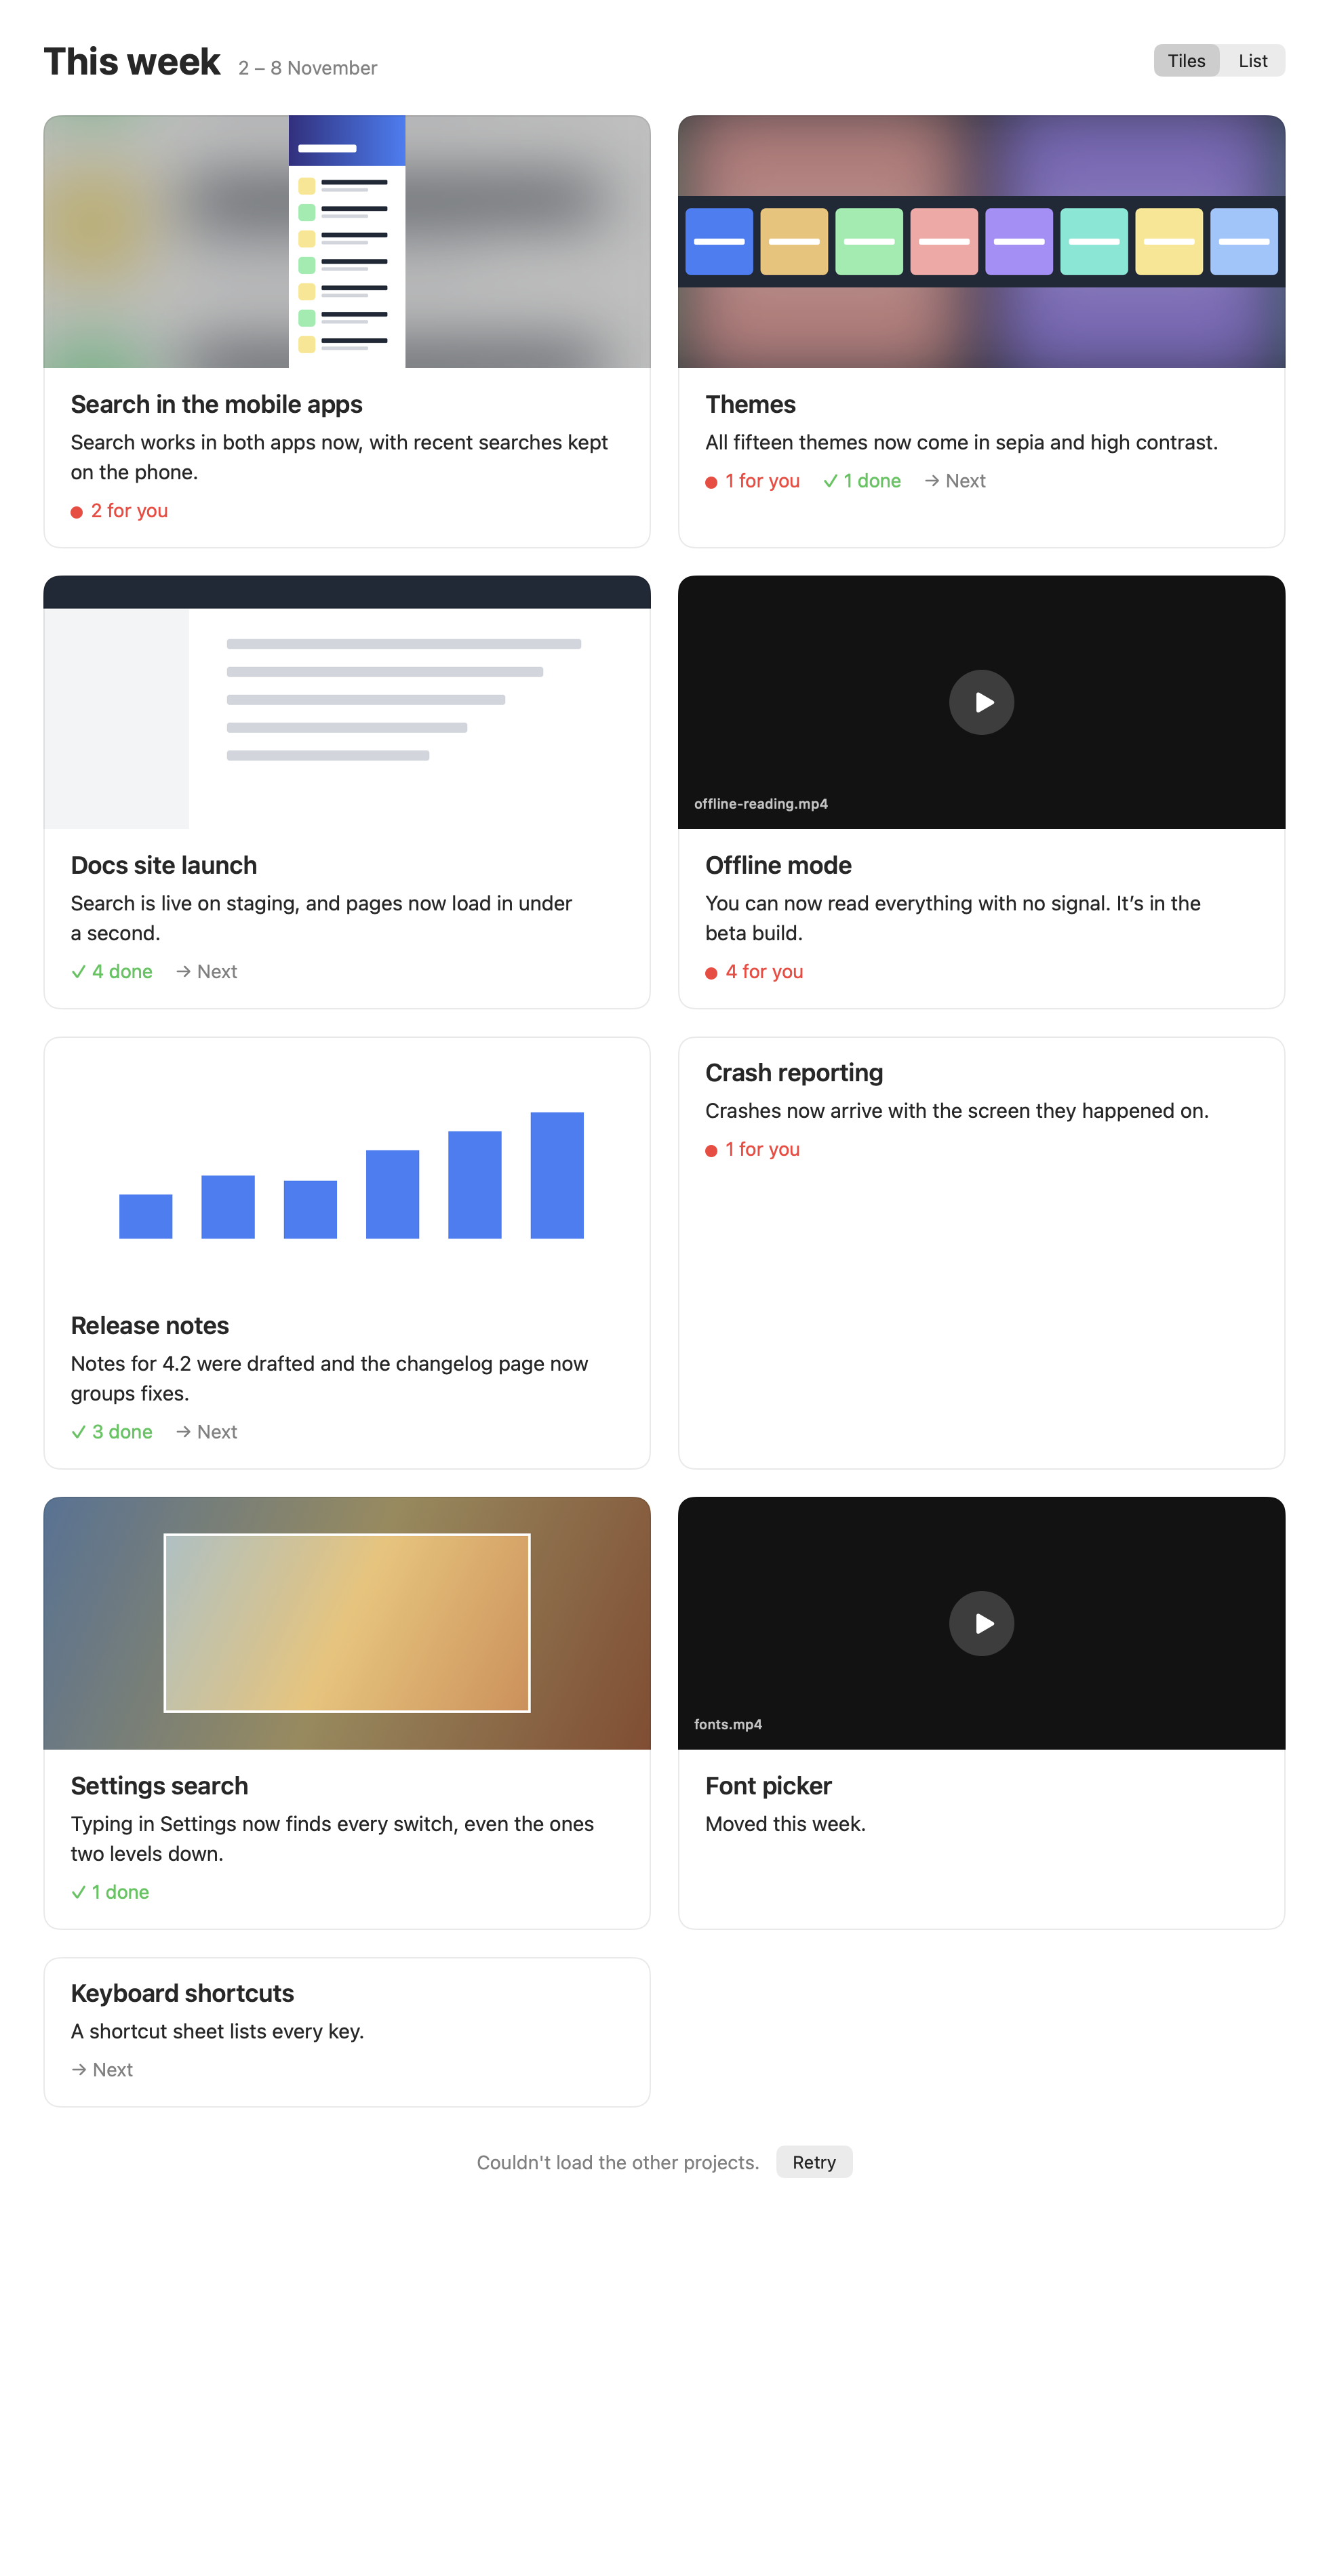 This week 2 – 8 November
Tiles List
Search in the mobile apps
Search works in both apps now, with recent searches kept
on the phone.
2 for you
Themes
All fifteen themes now come in sepia and high contrast.
1 for you ✓ 1 done → Next
Docs site launch
Search is live on staging, and pages now load in under
a second.
✓ 4 done → Next
offline-reading.mp4
Offline mode
You can now read everything with no signal. It’s in the
beta build.
4 for you
Release notes
Notes for 4.2 were drafted and the changelog page now
groups fixes.
✓ 3 done → Next
Crash reporting
Crashes now arrive with the screen they happened on.
1 for you
Settings search
Typing in Settings now finds every switch, even the ones
two levels down.
✓ 1 done
fonts.mp4
Font picker
Moved this week.
Keyboard shortcuts
A shortcut sheet lists every key.
→ Next
Couldn't load the other projects. Retry